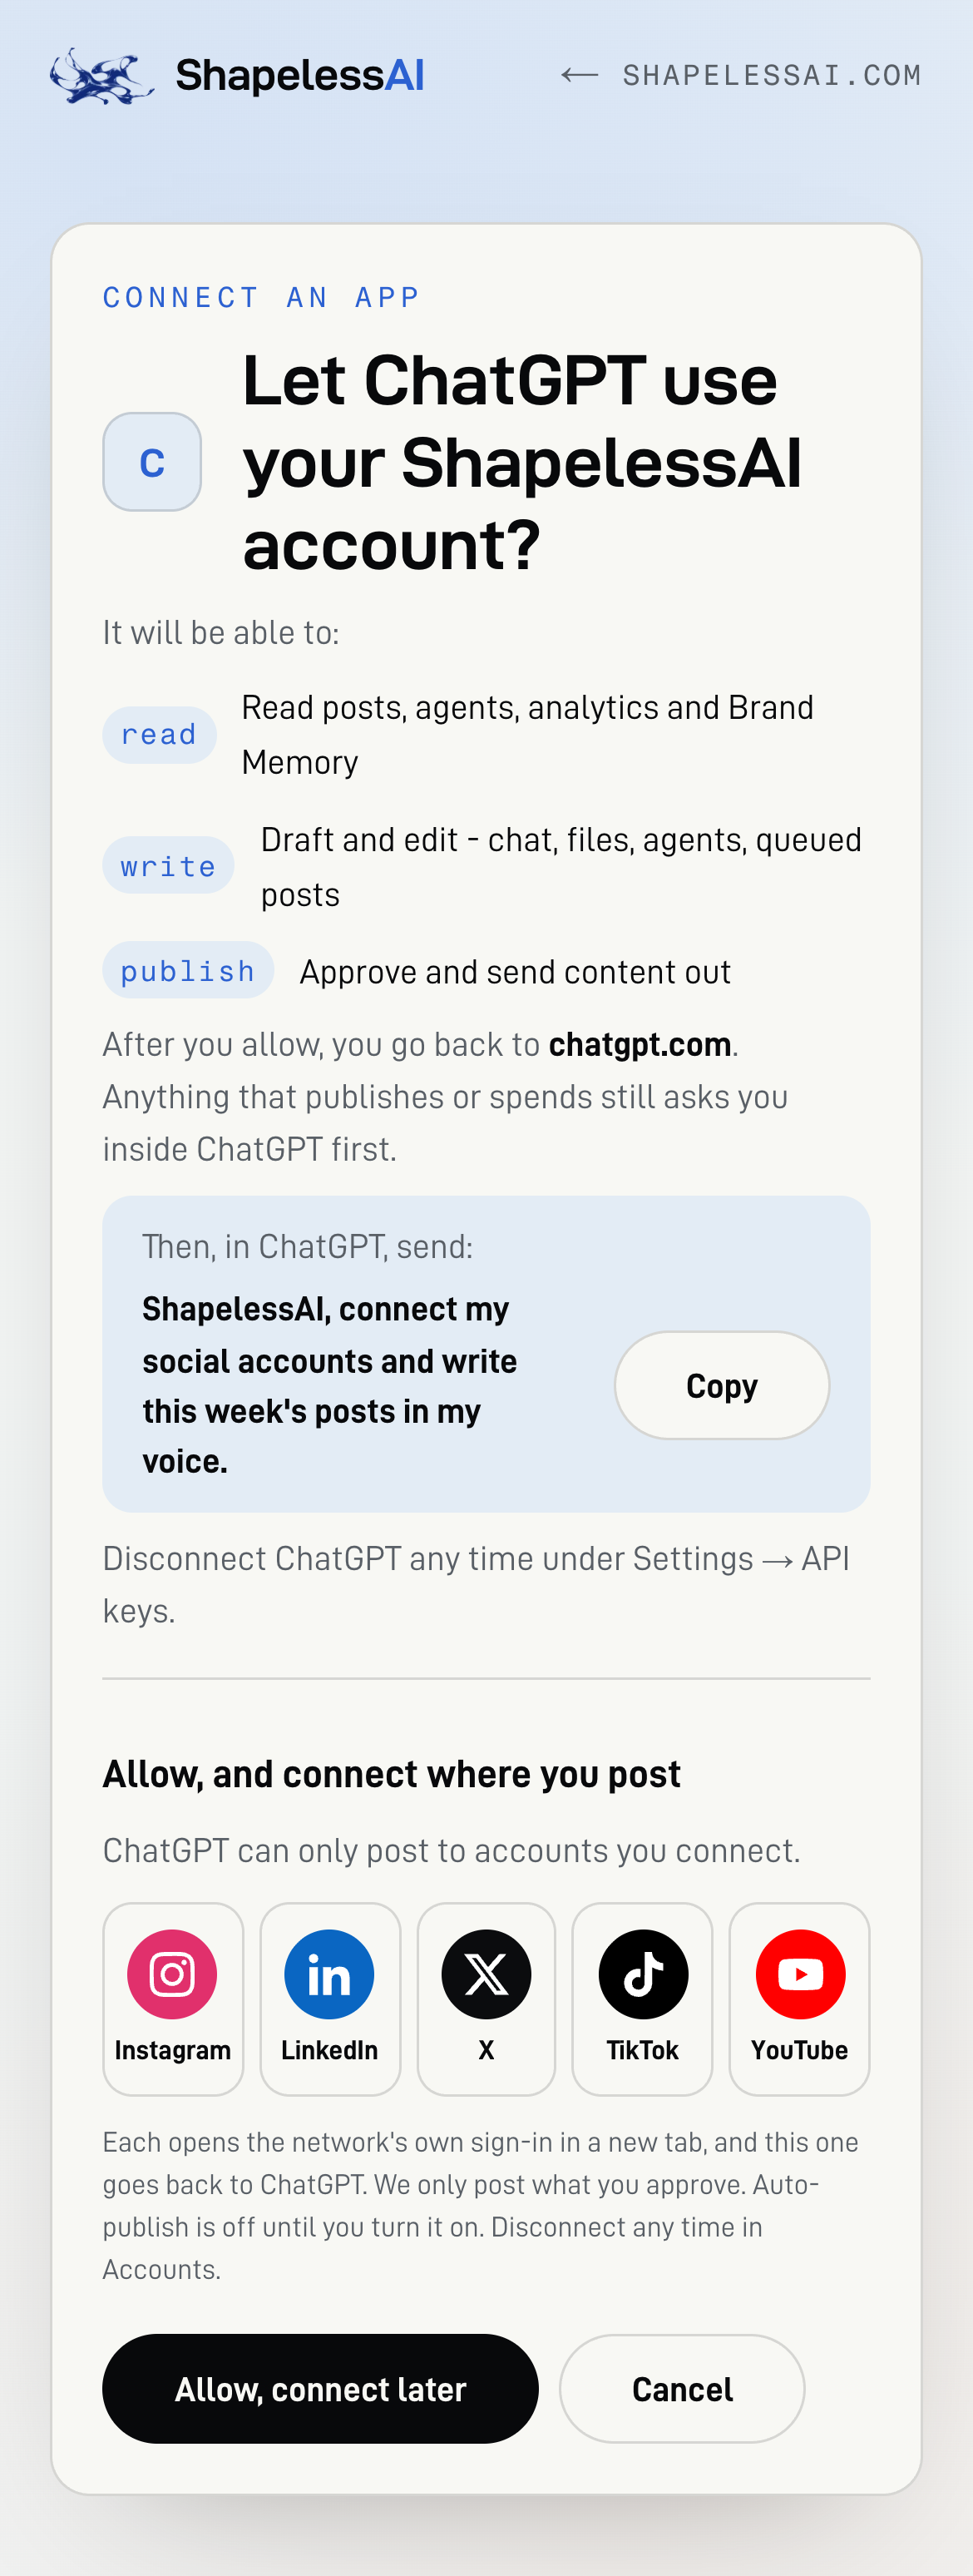 ShapelessAI
← SHAPELESSAI.COM
CONNECT AN APP
C
Let ChatGPT use
your ShapelessAI
account?
It will be able to:
read
Read posts, agents, analytics and Brand
Memory
write
Draft and edit - chat, files, agents, queued
posts
publish
Approve and send content out
After you allow, you go back to chatgpt.com.
Anything that publishes or spends still asks you
inside ChatGPT first.
Then, in ChatGPT, send:
ShapelessAI, connect my
social accounts and write
this week's posts in my
voice.
Copy
Disconnect ChatGPT any time under Settings → API
keys.
Allow, and connect where you post
ChatGPT can only post to accounts you connect.
Instagram
LinkedIn
X
TikTok
YouTube
Each opens the network's own sign-in in a new tab, and this one
goes back to ChatGPT. We only post what you approve. Auto-
publish is off until you turn it on. Disconnect any time in
Accounts.
Allow, connect later
Cancel